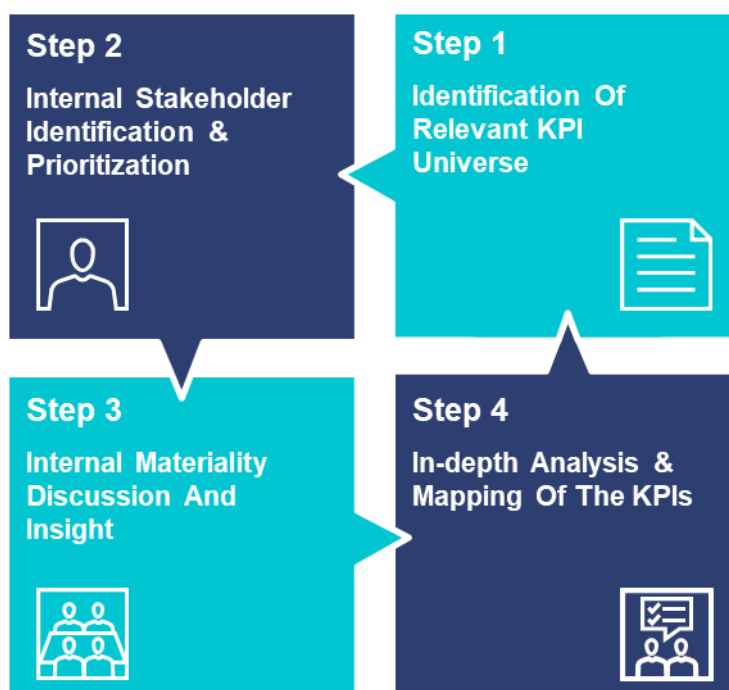 Step 1
Identification Of
Relevant KPI
Universe
Step 2
Internal Stakeholder
Identification &
Prioritization
Step 3
Internal Materiality
Discussion And
Insight
Step 4
In-depth Analysis &
Mapping Of The KPIs